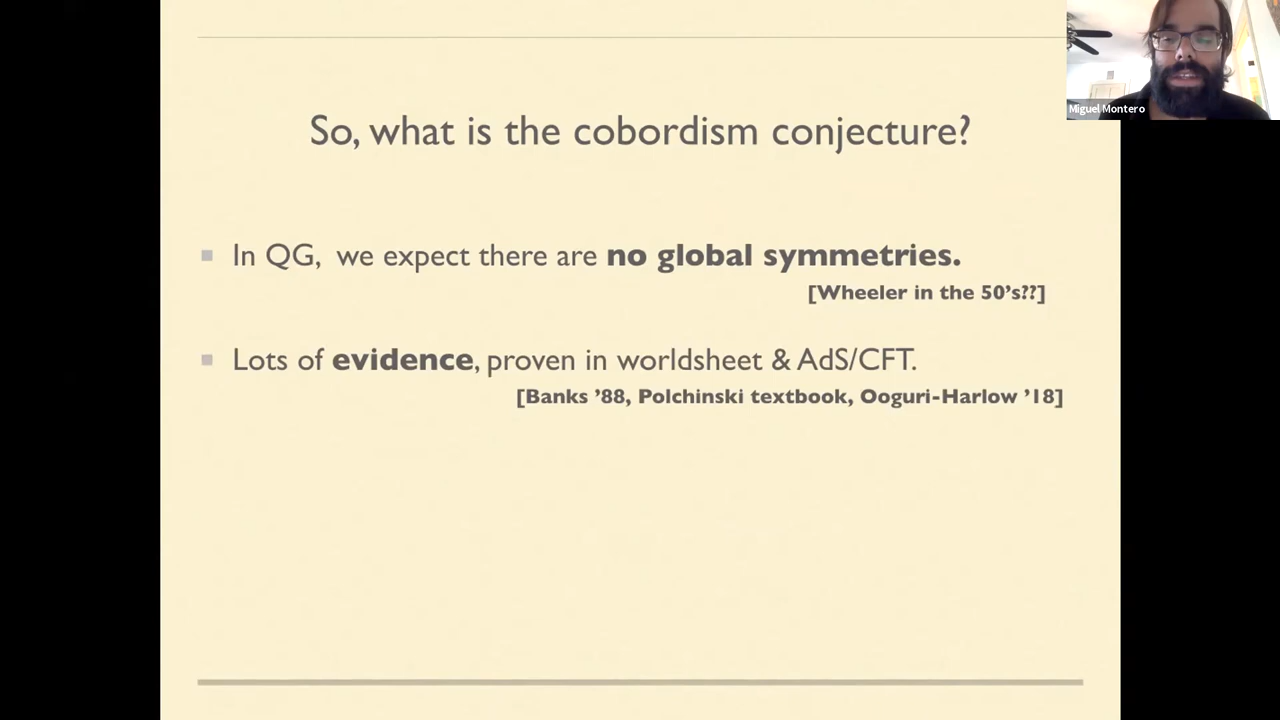 Miguel Montero
So, what is the cobordism conjecture?
In QG, we expect there are no global symmetries.
[Wheeler in the 50's??]
Lots of evidence, proven in worldsheet & AdS/CFT.
[Banks '88, Polchinski textbook, Ooguri-Harlow '18]